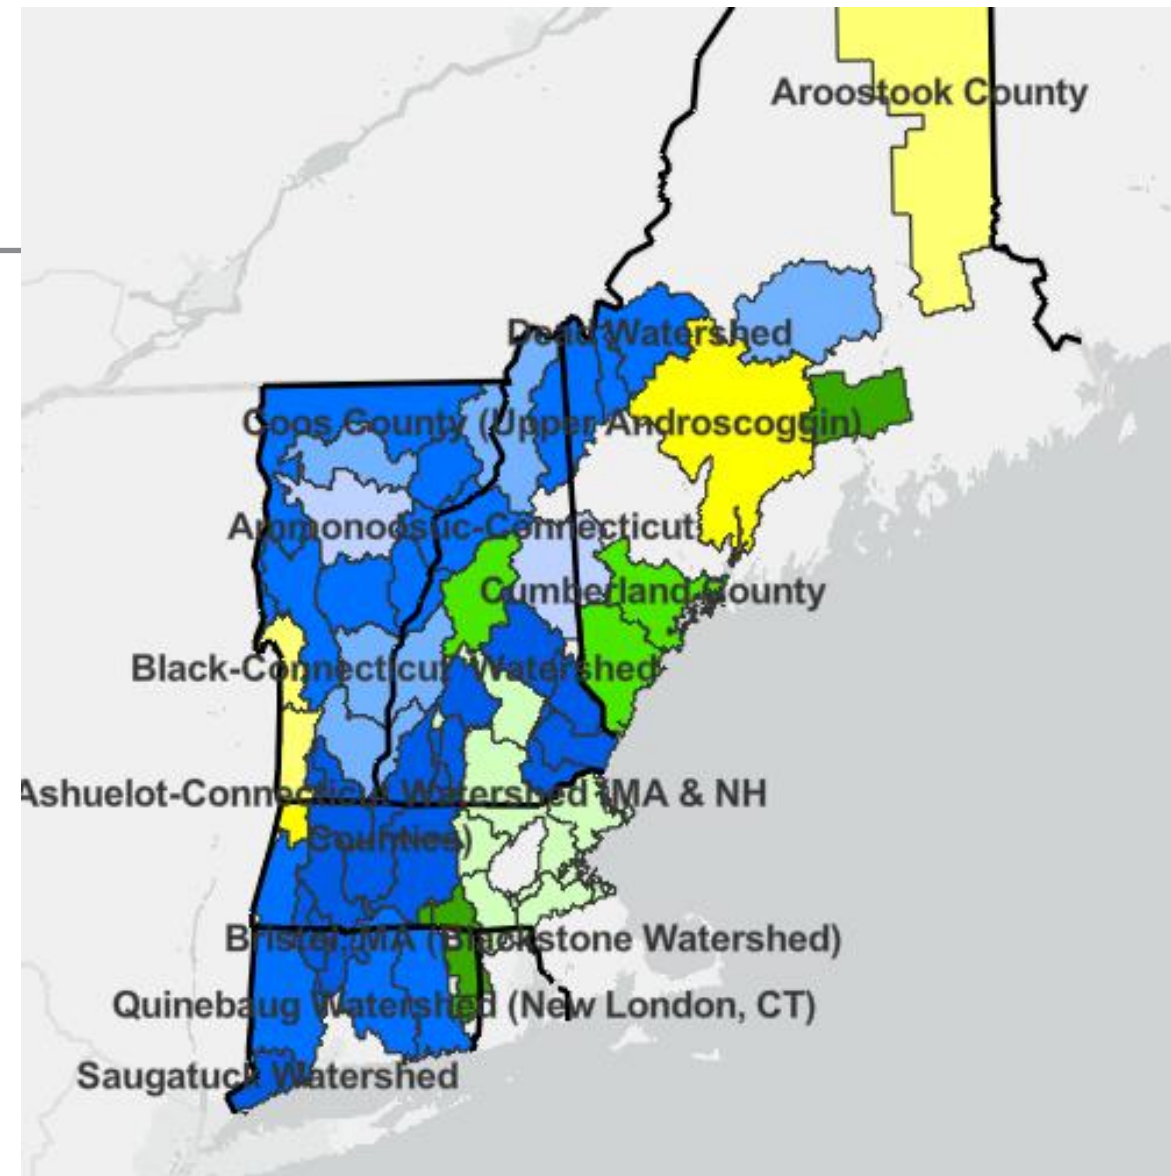 Aroostook County
Dead Watershed
Coos County (Upper Androscoggin)
Ammonoosuc-Connecticut
Cumberland County
Black-Connecticut Watershed
Ashuelot-Connecticut Watershed (MA & NH
Counties)
Bristol, MA (Blackstone Watershed)
Quinebaug Watershed (New London, CT)
Saugatuck Watershed